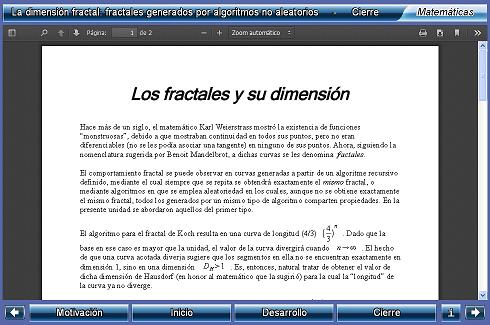 La dimensión fractal: fractales generados por algoritmos no aleatorios - Cierre Matemáticas
Página: 1 de 2 Zoom automático
Los fractales y su dimensión
Hace más de un siglo, el matemático Karl Weierstrass mostró la existencia de funciones
"monstruosas", debido a que mostraban continuidad en todos sus puntos, pero no eran
diferenciables (no se les podía asociar una tangente) en ninguno de sus puntos. Ahora, siguiendo la
nomenclatura sugerida por Benoit Mandelbrot, a dichas curvas se les denomina fractales.
El comportamiento fractal se puede observar en curvas generadas a partir de un algoritmo recursivo
definido, mediante el cual siempre que se repita se obtendrá exactamente el mismo fractal, o
mediante algoritmos en que se emplea aleatoriedad en los cuales, aunque no se obtiene exactamente
el mismo fractal, todos los generados por un mismo tipo de algoritmo comparten propiedades. En la
presente unidad se abordaron aquellos del primer tipo.
El algoritmo para el fractal de Koch resulta en una curva de longitud (4/3) (4/3)^n . Dado que la
base en ese caso es mayor que la unidad, el valor de la curva divergirá cuando n→∞ . El hecho
de que una curva acotada diverja sugiere que los segmentos en ella no se encuentran exactamente en
dimensión 1, sino en una dimensión D_H>1 . Es, entonces, natural tratar de obtener el valor de
dicha dimensión de Hausdorf (en honor al matemático que la sugirió) para la cual la "longitud" de
la curva ya no diverge.
Motivación Inicio Desarrollo Cierre i